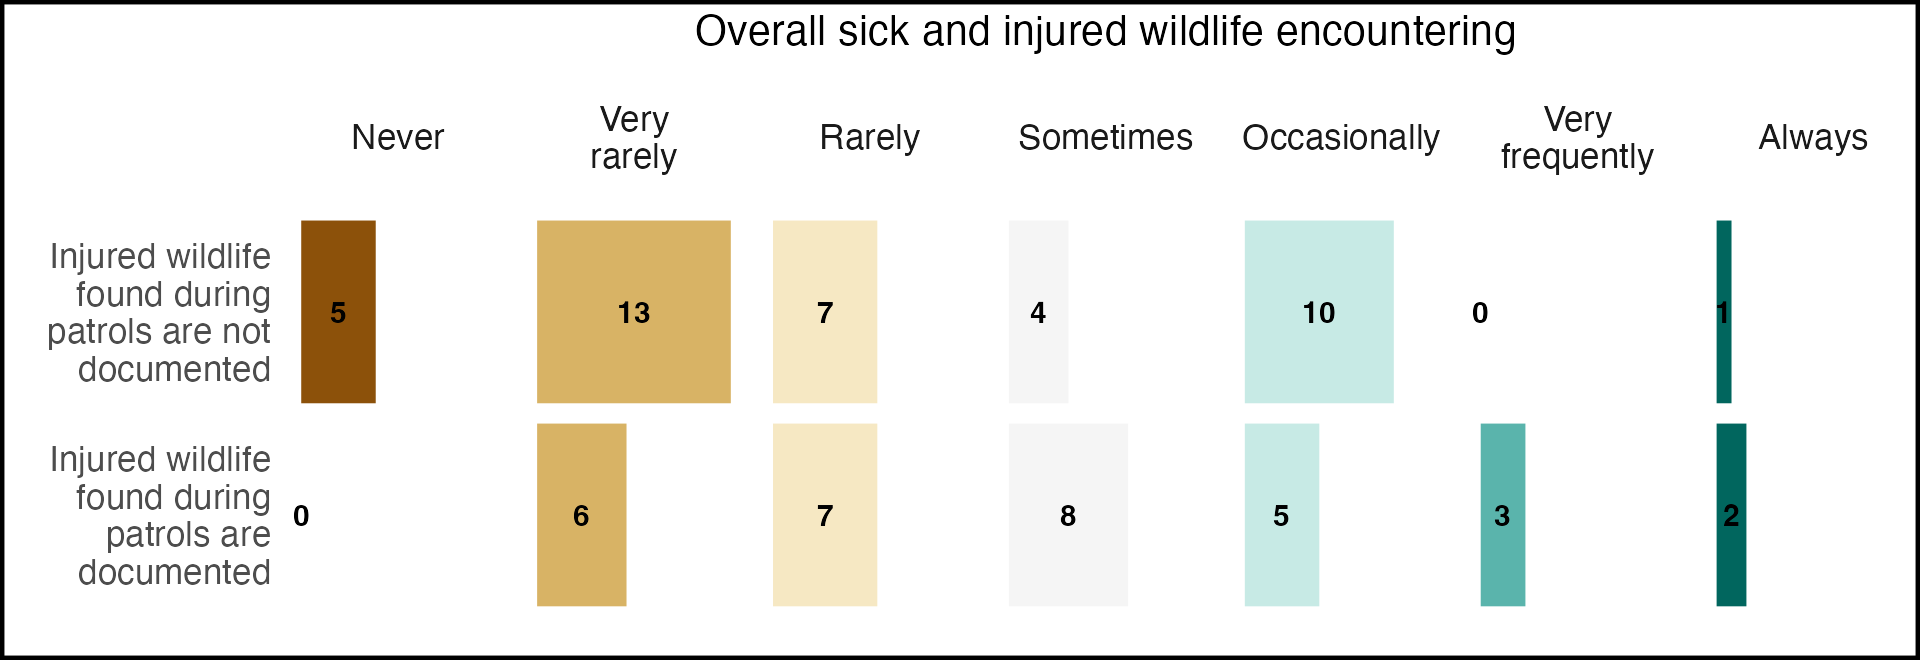 Overall sick and injured wildlife encountering
Never
Very
rarely
Rarely
Sometimes
Occasionally
Very
frequently
Always
Injured wildlife
found during
patrols are not
documented
5
13
7
4
10
0
1
Injured wildlife
found during
patrols are
documented
0
6
7
8
5
3
2